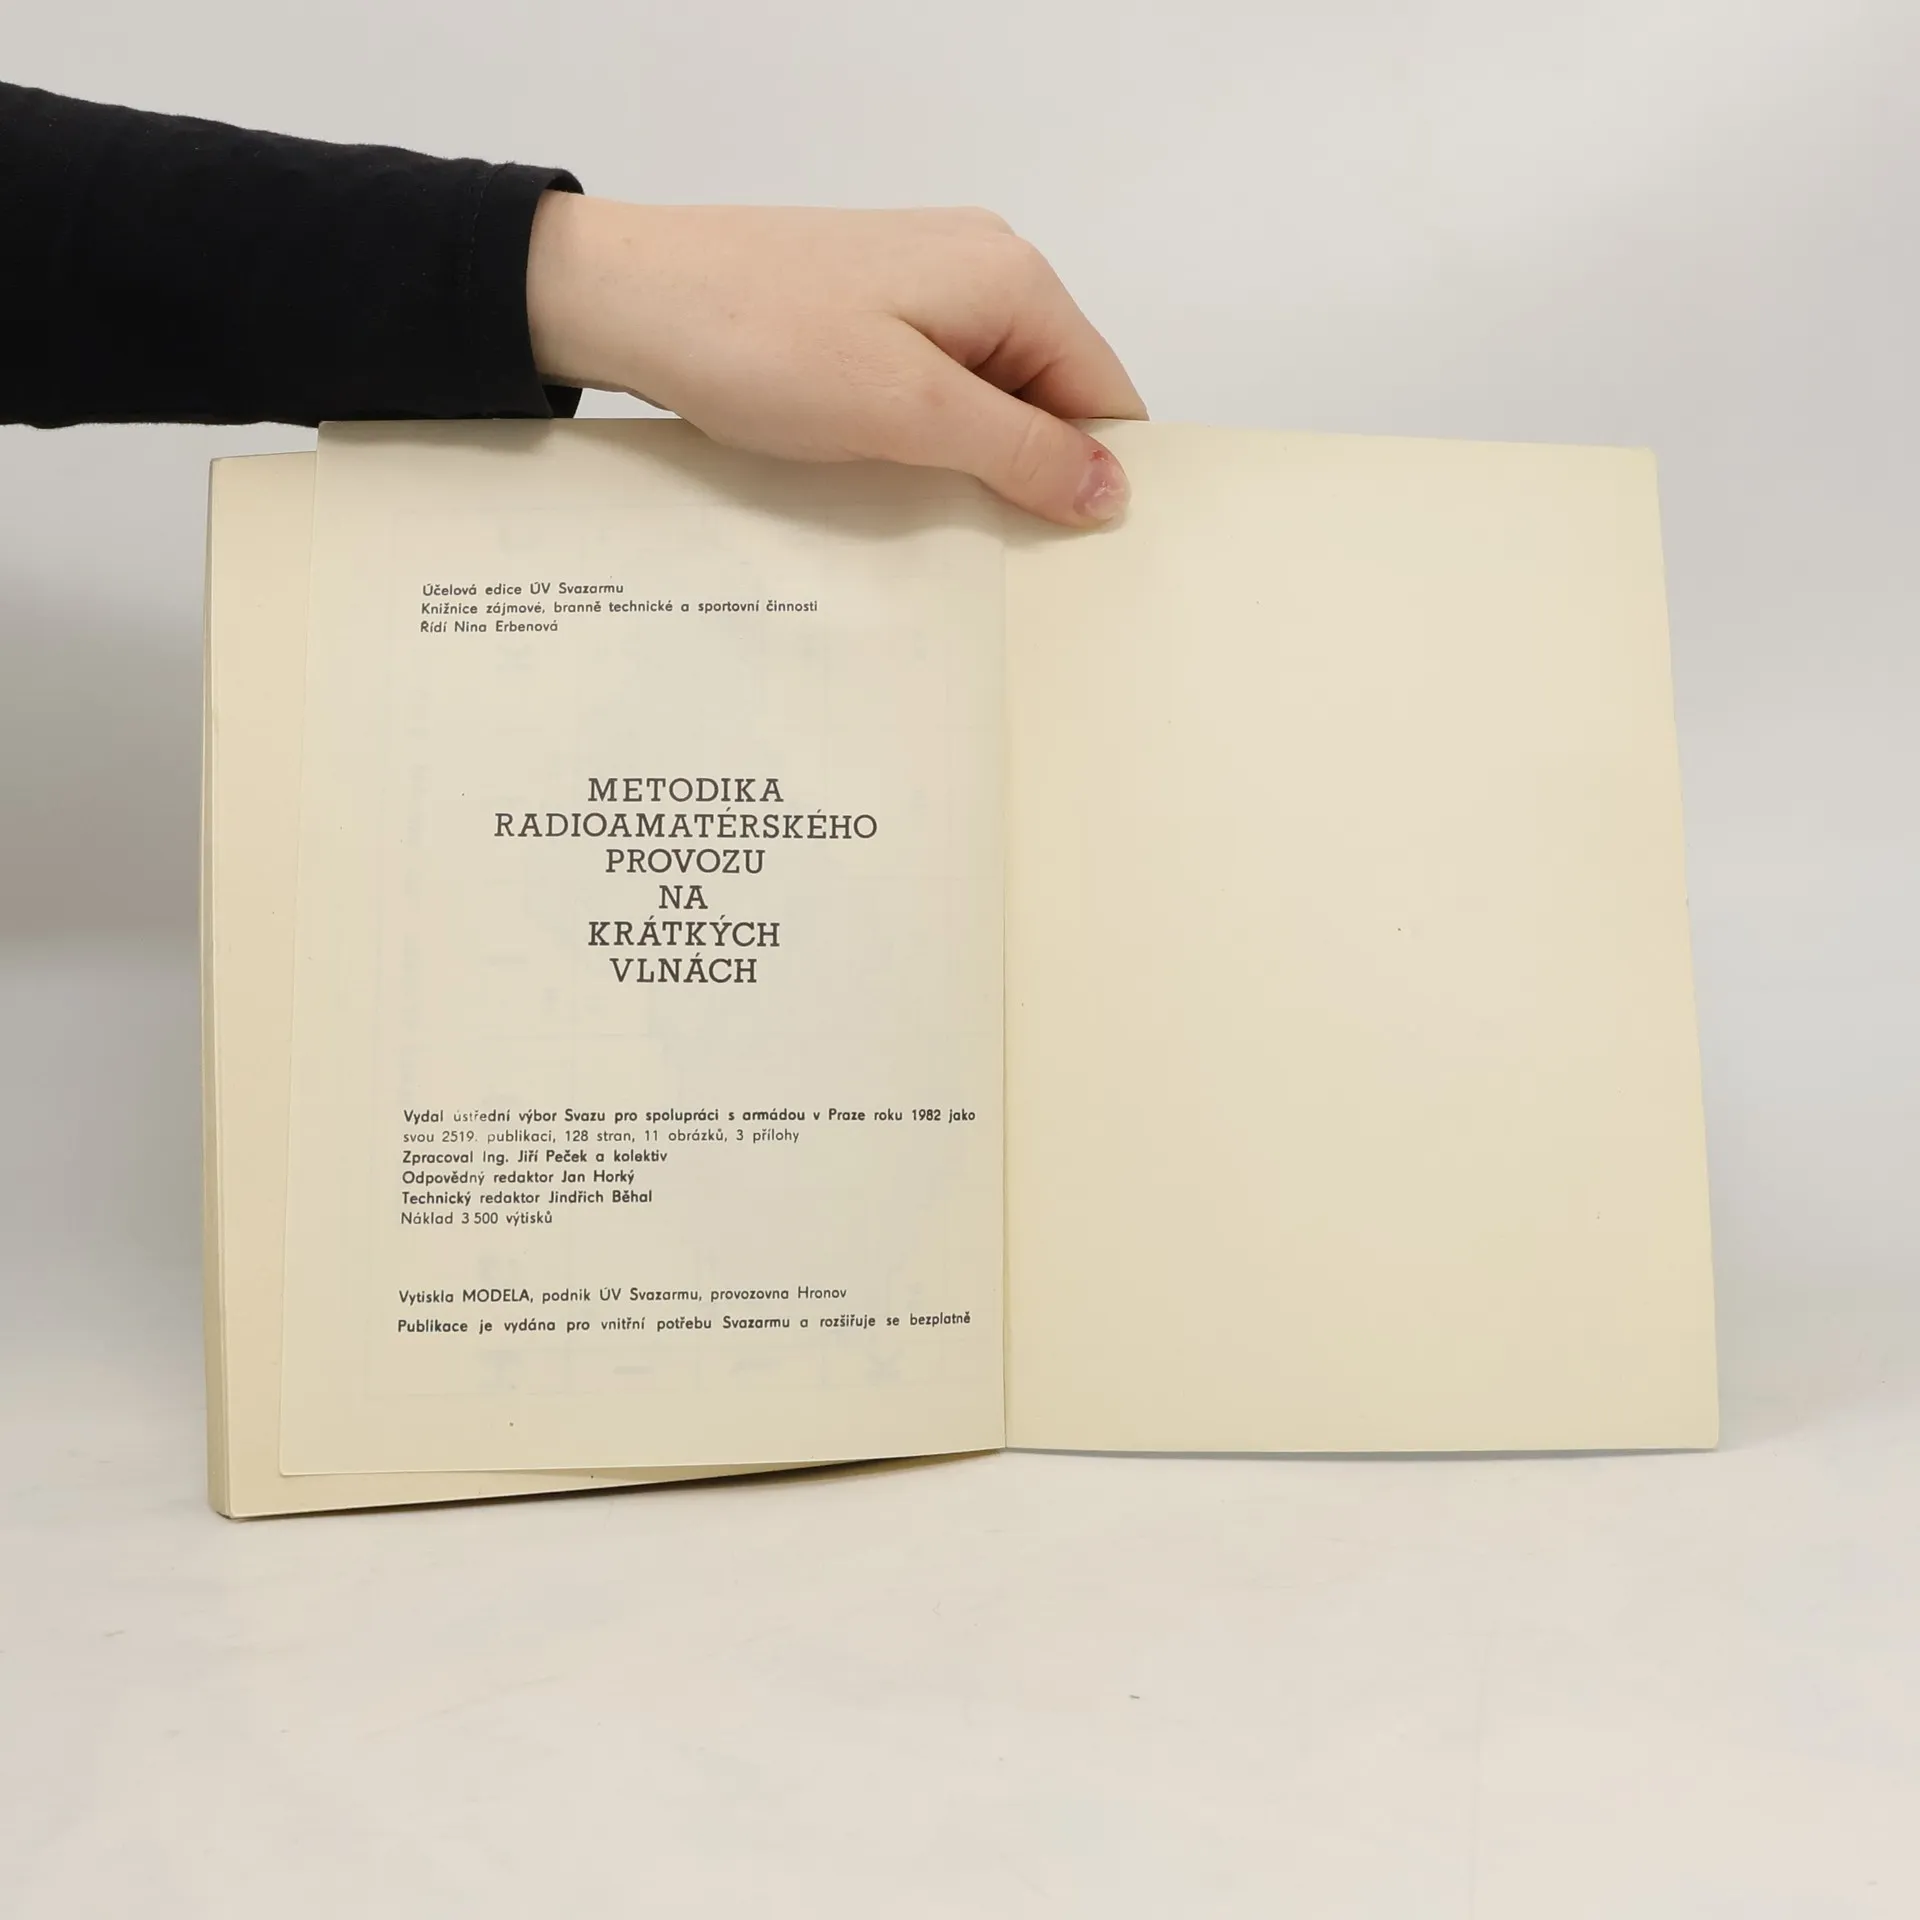 Účelová edice ÚV Svazarmu
Knižnice zájmové, branně technické a sportovní činnosti
Řídí Nina Erbenová
METODIKA
RADIOAMATÉRSKÉHO
PROVOZU
NA
KRÁTKÝCH
VLNÁCH
Vydal ústřední výbor Svazu pro spolupráci s armádou v Praze roku 1982 jako
svou 2519. publikaci, 128 stran, 11 obrázků, 3 přílohy
Zpracoval Ing. Jiří Peček a kolektiv
Odpovědný redaktor Jan Horký
Technický redaktor Jindřich Běhal
Náklad 3 500 výtisků
Vytiskla MODELA, podnik ÚV Svazarmu, provozovna Hronov
Publikace je vydána pro vnitřní potřebu Svazarmu a rozšiřuje se bezplatně